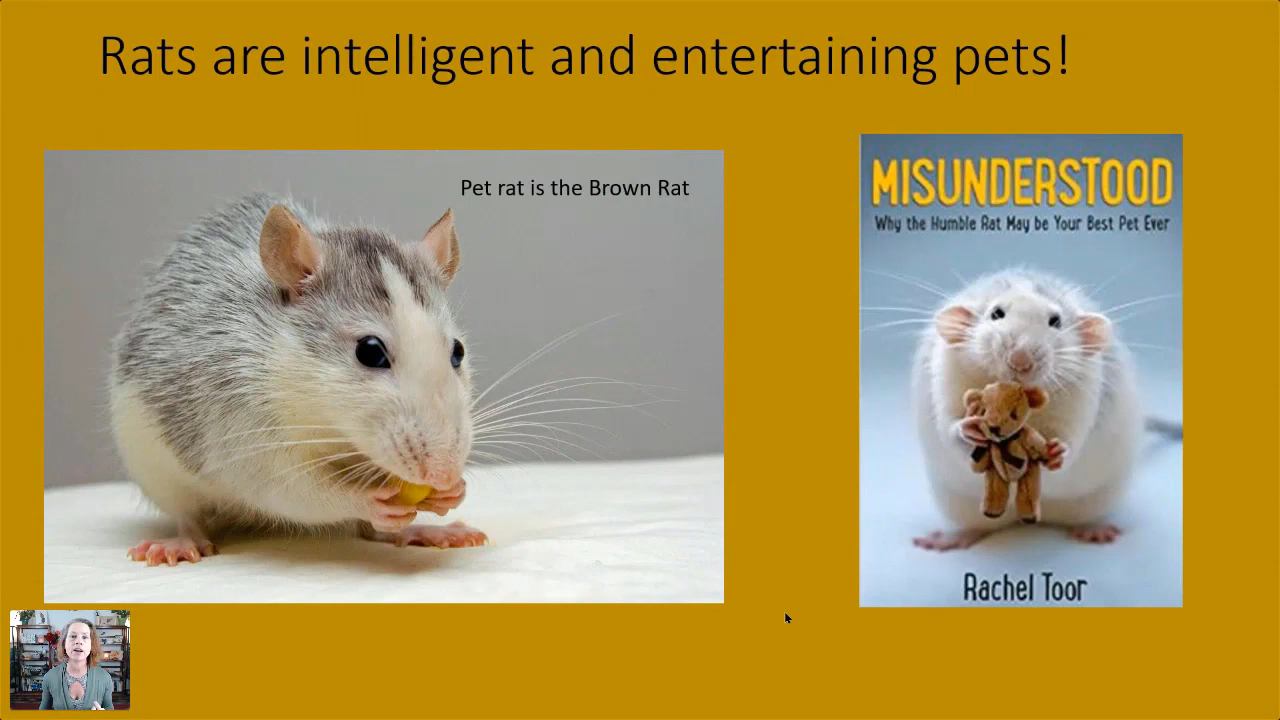 Rats are intelligent and entertaining pets!
Pet rat is the Brown Rat
MISUNDERSTOOD
Why the Humble Rat May be Your Best Pet Ever
Rachel Toor